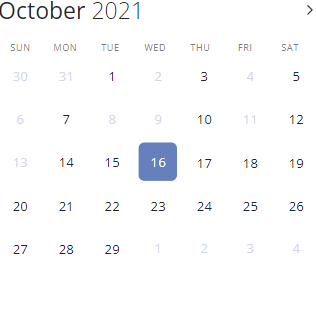 October 2021
SUN MON TUE WED THU FRI SAT
30 31 1 2 3 4 5
6 7 8 9 10 11 12
13 14 15 16 17 18 19
20 21 22 23 24 25 26
27 28 29 1 2 3 4